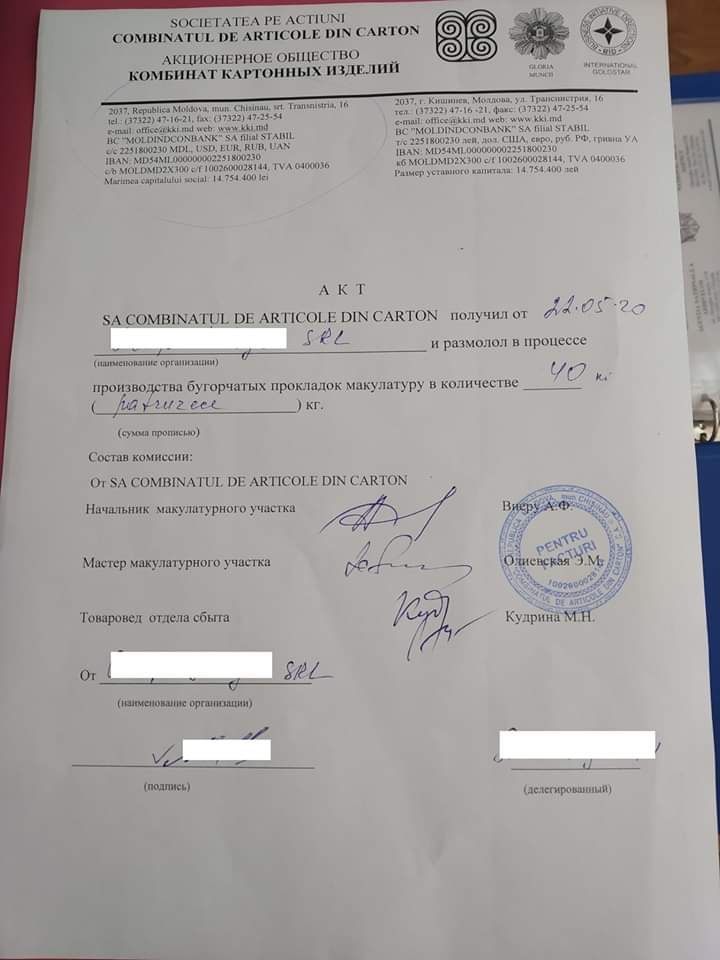 SOCIETATEA PE ACTIUNI
COMBINATUL DE ARTICOLE DIN CARTON
АКЦИОНЕРНОЕ ОБЩЕСТВО
КОМБИНАТ КАРТОННЫХ ИЗДЕЛИЙ
GLORIA
MUNCII
BUSINESS INITIATIVE DIRECTIONS
BID
INTERNATIONAL
GOLDSTAR
2037, Republica Moldova, mun. Chisinau, srt. Transnistria, 16
tel.: (37322) 47-16-21, fax: (37322) 47-25-54
e-mail: office@kki.md web: www.kki.md
BC "MOLDINDCONBANK" SA filial STABIL
c/c 2251800230 MDL, USD, EUR, RUB, UAN
IBAN: MD54ML000000002251800230
c/b MOLDMD2X300 c/f 1002600028144, TVA 0400036
Marimea capitalului social: 14.754.400 lei
2037, г. Кишинев, Молдова, ул. Транснистрия, 16
тел.: (37322) 47-16 -21, факс: (37322) 47-25-54
e-mail: office@kki.md web: www.kki.md
BC "MOLDINDCONBANK" SA filial STABIL
т/с 2251800230 лей, дол. США, евро, руб. РФ, гривна УА
IBAN: MD54ML000000002251800230
кб MOLDMD2X300 c/f 1002600028144, TVA 0400036
Размер уставного капитала: 14.754.400 лей
А К Т
SA COMBINATUL DE ARTICOLE DIN CARTON получил от 22.05.20
SRL и размолол в процессе
(наименование организации)
производства бугорчатых прокладок макулатуру в количестве 40 кг
( patruzeci ) кг.
(сумма прописью)
Состав комиссии:
От SA COMBINATUL DE ARTICOLE DIN CARTON
Начальник макулатурного участка Виеру А.Ф.
Мастер макулатурного участка Олиевская Э.М.
Товаровед отдела сбыта Кудрина М.Н.
PENTRU
FACTURI
COMBINATUL DE ARTICOLE DIN CARTON
От SRL
(наименование организации)
(подпись) (делегированный)